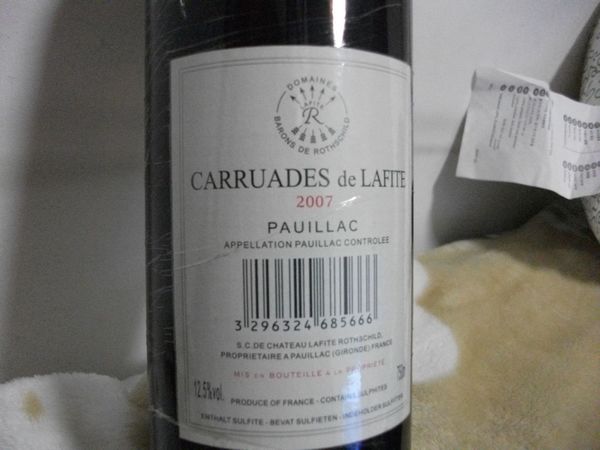 DOMAINES
LAFITE
R
BARONS DE ROTHSCHILD
CARRUADES de LAFITE
2007
PAUILLAC
APPELLATION PAUILLAC CONTROLEE
3 296324 685666
S.C. DE CHATEAU LAFITE ROTHSCHILD,
PROPRIETAIRE A PAUILLAC (GIRONDE) FRANCE
MIS EN BOUTEILLE A LA PROPRIETE
12.5%vol. 750ml
PRODUCE OF FRANCE - CONTAINS SULPHITES
ENTHALT SULFITE - BEVAT SULFIETEN - INDEHOLDER SULFITTER